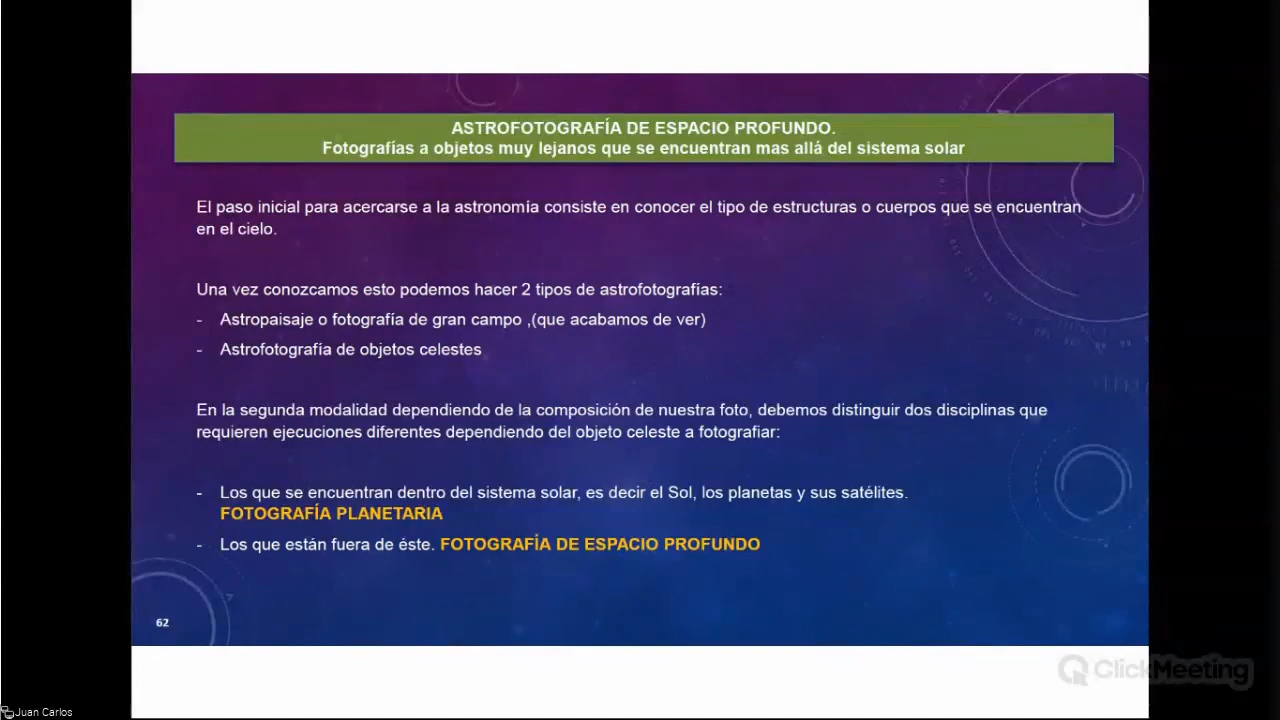 ASTROFOTOGRAFÍA DE ESPACIO PROFUNDO.
Fotografías a objetos muy lejanos que se encuentran mas allá del sistema solar
El paso inicial para acercarse a la astronomía consiste en conocer el tipo de estructuras o cuerpos que se encuentran
en el cielo.
Una vez conozcamos esto podemos hacer 2 tipos de astrofotografías:
- Astropaisaje o fotografía de gran campo ,(que acabamos de ver)
- Astrofotografía de objetos celestes
En la segunda modalidad dependiendo de la composición de nuestra foto, debemos distinguir dos disciplinas que
requieren ejecuciones diferentes dependiendo del objeto celeste a fotografiar:
- Los que se encuentran dentro del sistema solar, es decir el Sol, los planetas y sus satélites.
FOTOGRAFÍA PLANETARIA
- Los que están fuera de éste. FOTOGRAFÍA DE ESPACIO PROFUNDO
62
ClickMeeting
Juan Carlos